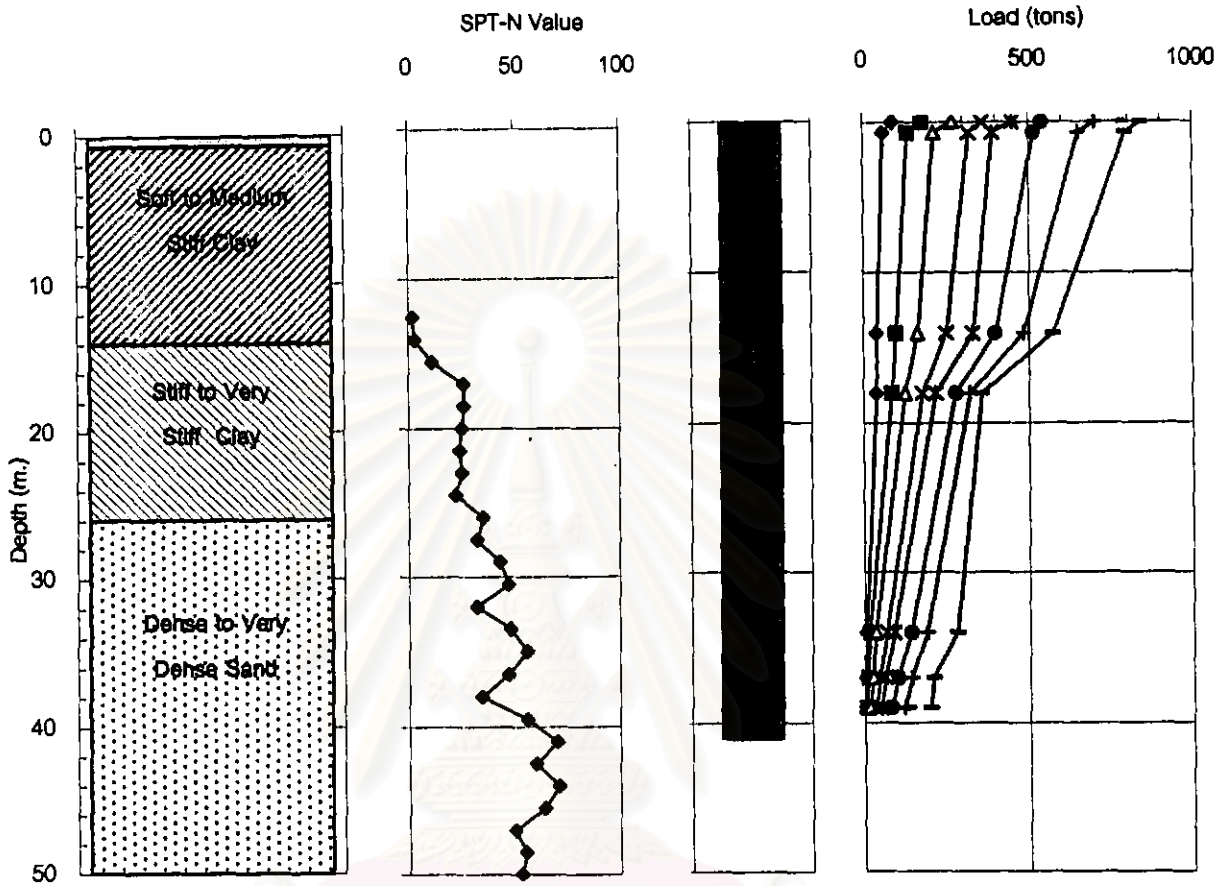 SPT-N Value
Load (tons)
0 50 100
0 500 1000
0
10
20
30
40
50
Depth (m.)
Soft to Medium
Stiff Clay
Stiff to Very
Stiff Clay
Dense to Very
Dense Sand